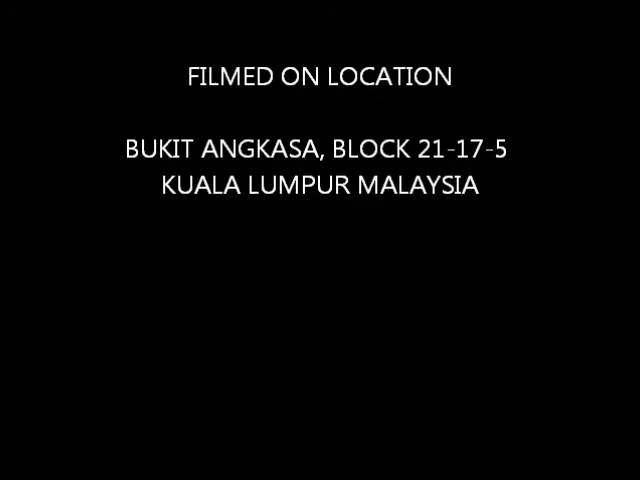 FILMED ON LOCATION
BUKIT ANGKASA, BLOCK 21-17-5
KUALA LUMPUR MALAYSIA